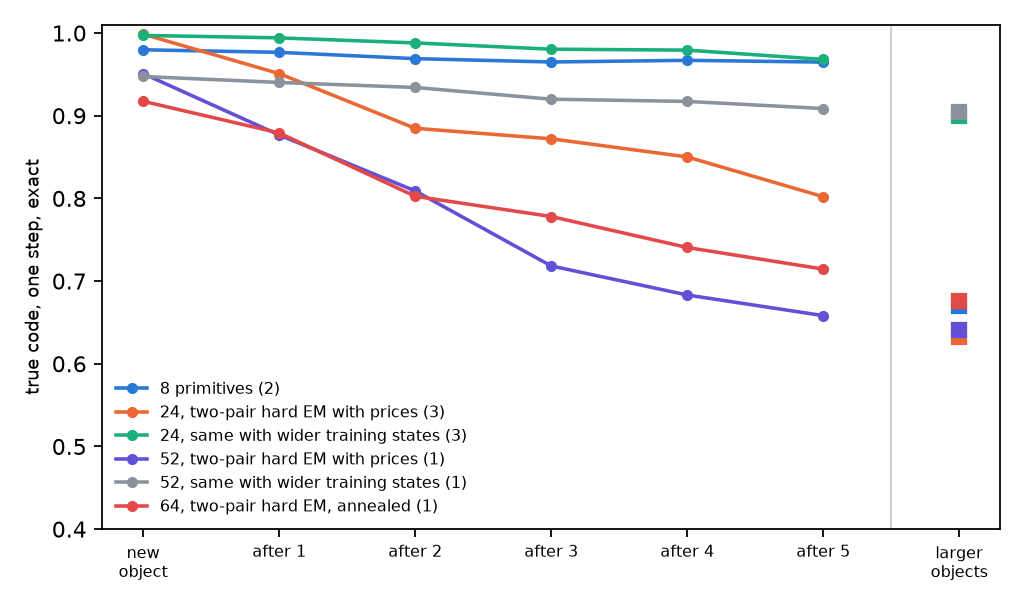 1.0
0.9
0.8
0.7
0.6
0.5
0.4
true code, one step, exact
8 primitives (2)
24, two-pair hard EM with prices (3)
24, same with wider training states (3)
52, two-pair hard EM with prices (1)
52, same with wider training states (1)
64, two-pair hard EM, annealed (1)
new
object
after 1
after 2
after 3
after 4
after 5
larger
objects